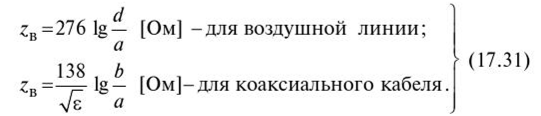 z_в = 276 lg d/a [Ом] – для воздушной линии;
z_в = 138/√ε lg b/a [Ом]– для коаксиального кабеля.
(17.31)